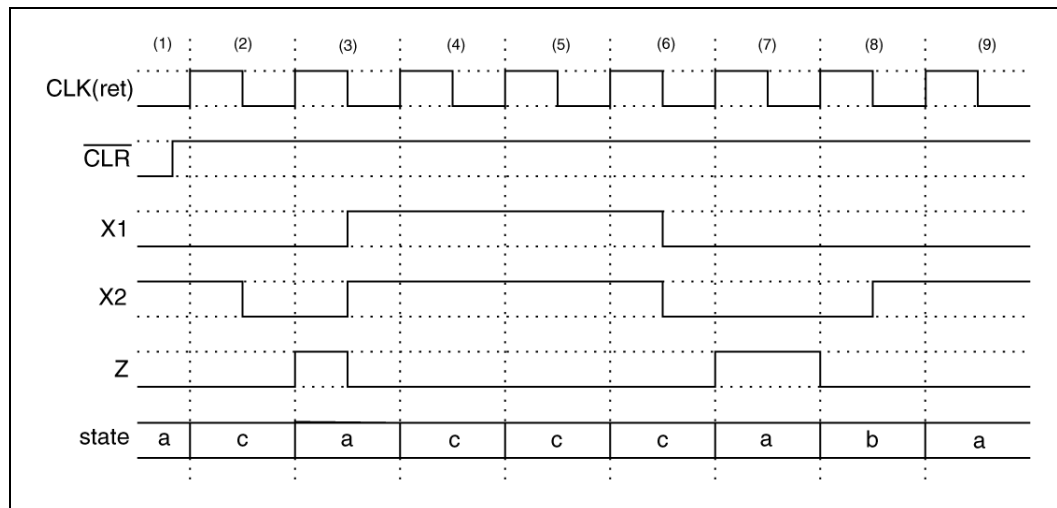 (1) (2) (3) (4) (5) (6) (7) (8) (9)
CLK(ret)
CLR
X1
X2
Z
state a c a c c c a b a